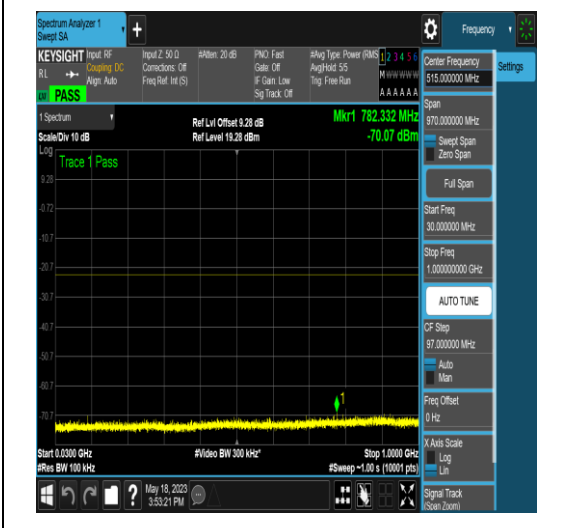 Spectrum Analyzer 1
Swept SA
Frequency
KEYSIGHT
RL
PASS
Input: RF
Coupling: DC
Align: Auto
Input Z: 50 Ω
Corrections: Off
Freq Ref: Int (S)
#Atten: 20 dB
PNO: Fast
Gate: Off
IF Gain: Low
Sig Track: Off
#Avg Type: Power (RMS
Avg|Hold: 5/5
Trig: Free Run
1 2 3 4 5 6
M W W W W W
A A A A A A
1 Spectrum
Scale/Div 10 dB
Ref Lvl Offset 9.28 dB
Ref Level 19.28 dBm
Mkr1 782.332 MHz
-70.07 dBm
Log
Trace 1 Pass
9.28
-0.72
-10.7
-20.7
-30.7
-40.7
-50.7
-60.7
-70.7
1
Start 0.0300 GHz
#Res BW 100 kHz
#Video BW 300 kHz*
Stop 1.0000 GHz
#Sweep ~1.00 s (10001 pts)
?
May 18, 2023
3:53:21 PM
Center Frequency
515.000000 MHz
Settings
Span
970.000000 MHz
Swept Span
Zero Span
Full Span
Start Freq
30.000000 MHz
Stop Freq
1.000000000 GHz
AUTO TUNE
CF Step
97.000000 MHz
Auto
Man
Freq Offset
0 Hz
X Axis Scale
Log
Lin
Signal Track
(Span Zoom)